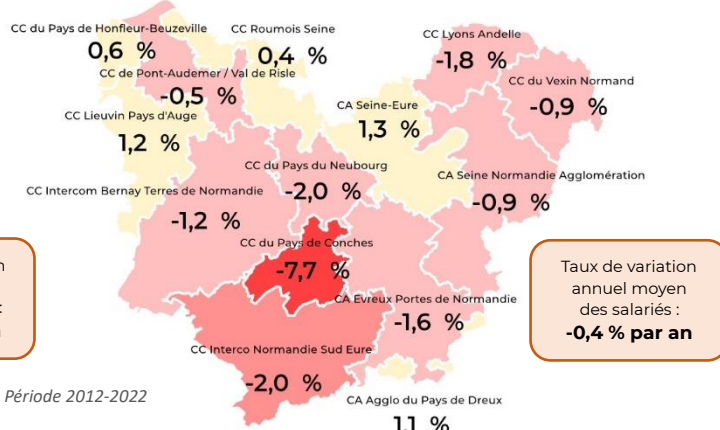 CC du Pays de Honfleur-Beuzeville
0,6 %
CC Roumois Seine
0,4 %
CC Lyons Andelle
-1,8 %
CC de Pont-Audemer / Val de Risle
-0,5 %
CC du Vexin Normand
-0,9 %
CC Lieuvin Pays d'Auge
1,2 %
CA Seine-Eure
1,3 %
CC du Pays du Neubourg
-2,0 %
CA Seine Normandie Agglomération
-0,9 %
CC Intercom Bernay Terres de Normandie
-1,2 %
CC du Pays de Conches
-7,7 %
Taux de variation
annuel moyen
des salariés :
-0,4 % par an
CA Evreux Portes de Normandie
-1,6 %
CC Interco Normandie Sud Eure
-2,0 %
Période 2012-2022
CA Agglo du Pays de Dreux
1,1 %